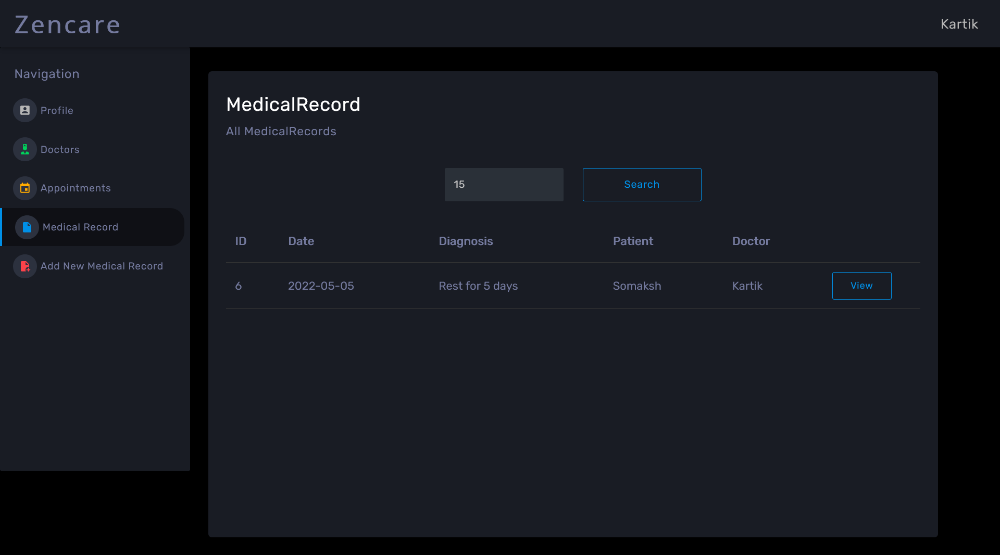 Zencare
Kartik
Navigation
Profile
Doctors
Appointments
Medical Record
Add New Medical Record
MedicalRecord
All MedicalRecords
15 Search
ID Date Diagnosis Patient Doctor
6 2022-05-05 Rest for 5 days Somaksh Kartik View